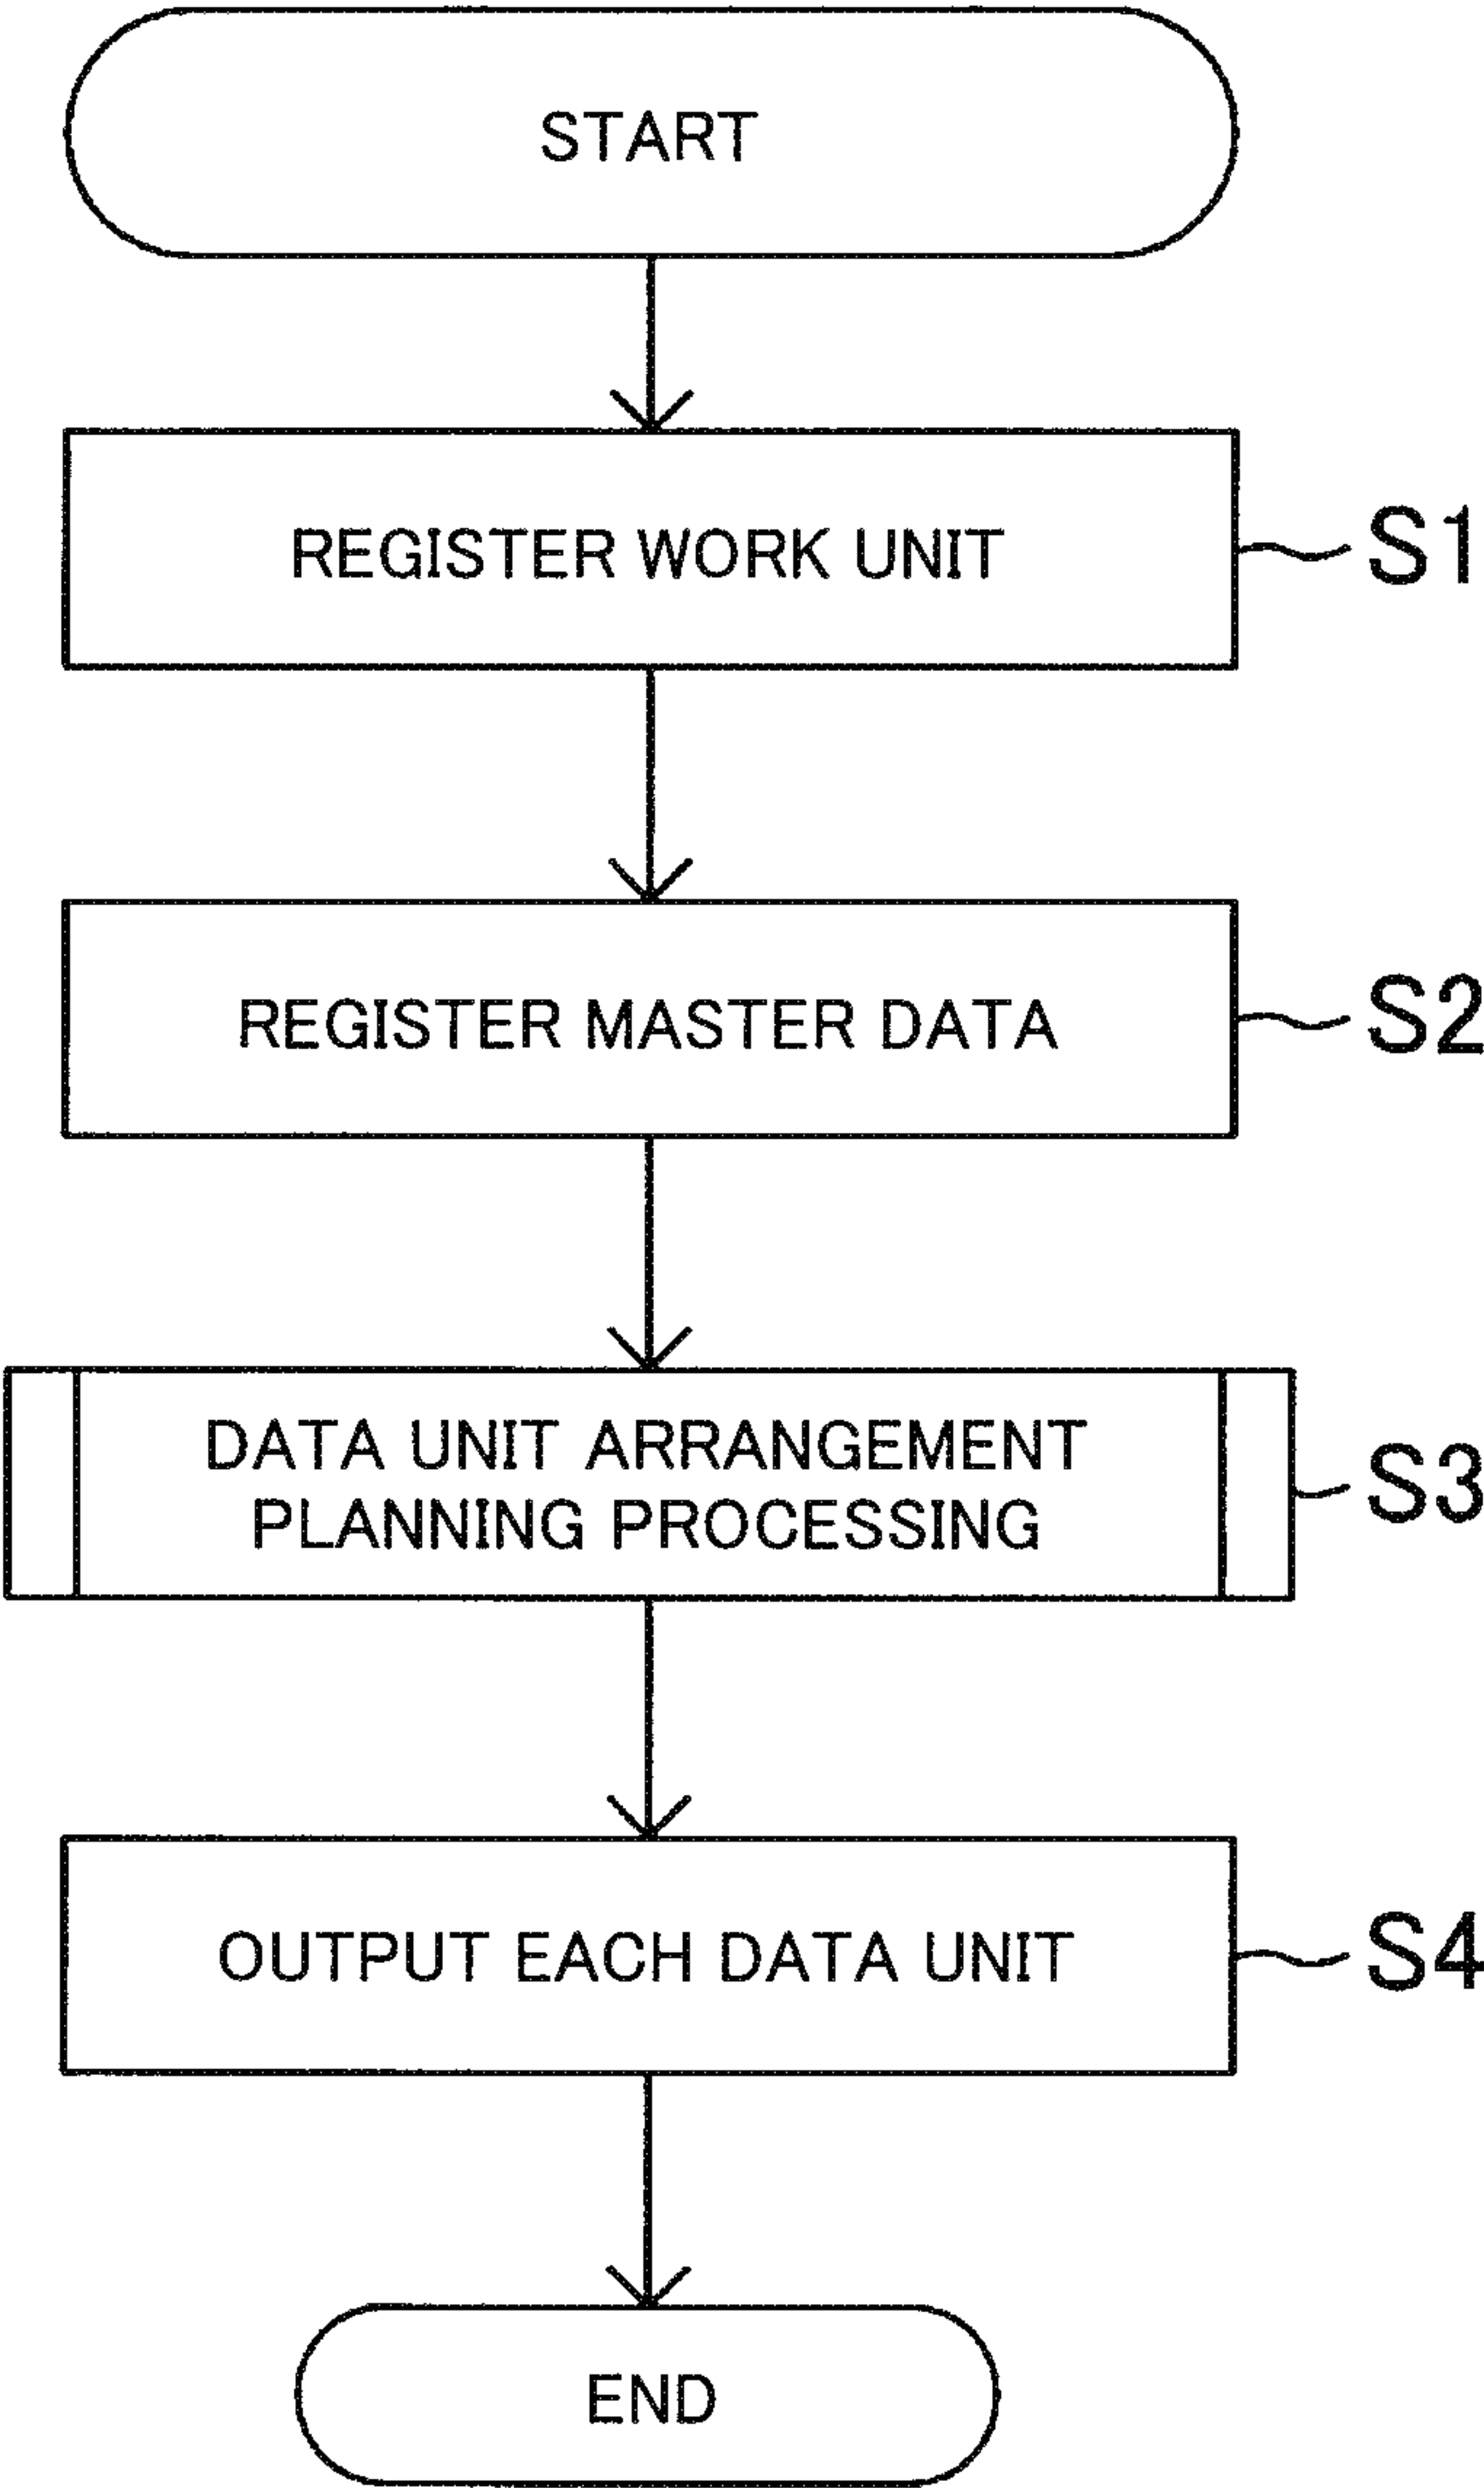 START
REGISTER WORK UNIT
S1
REGISTER MASTER DATA
S2
DATA UNIT ARRANGEMENT
PLANNING PROCESSING
S3
OUTPUT EACH DATA UNIT
S4
END